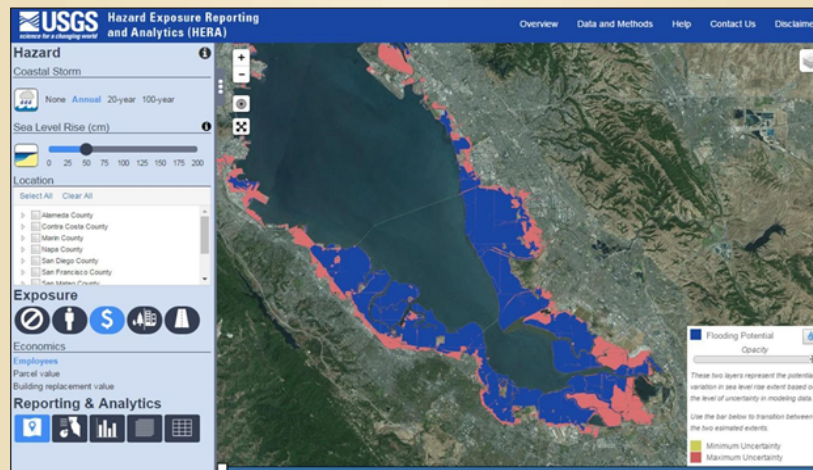 USGS
science for a changing world
Hazard Exposure Reporting
and Analytics (HERA)
Overview Data and Methods Help Contact Us Disclaime
Hazard
Coastal Storm
None Annual 20-year 100-year
Sea Level Rise (cm)
0 25 50 75 100 125 150 175 200
Location
Select All Clear All
Alameda County
Contra Costa County
Marin County
Napa County
San Diego County
San Francisco County
San Mateo County
Exposure
$
Economics
Employees
Parcel value
Building replacement value
Reporting & Analytics
+
−
Flooding Potential
Opacity
These two layers represent the potential
variation in sea level rise extent based on
the level of uncertainty in modeling data.
Use the bar below to transition between
the two esimated extents.
Minimum Uncertainty
Maximum Uncertainty